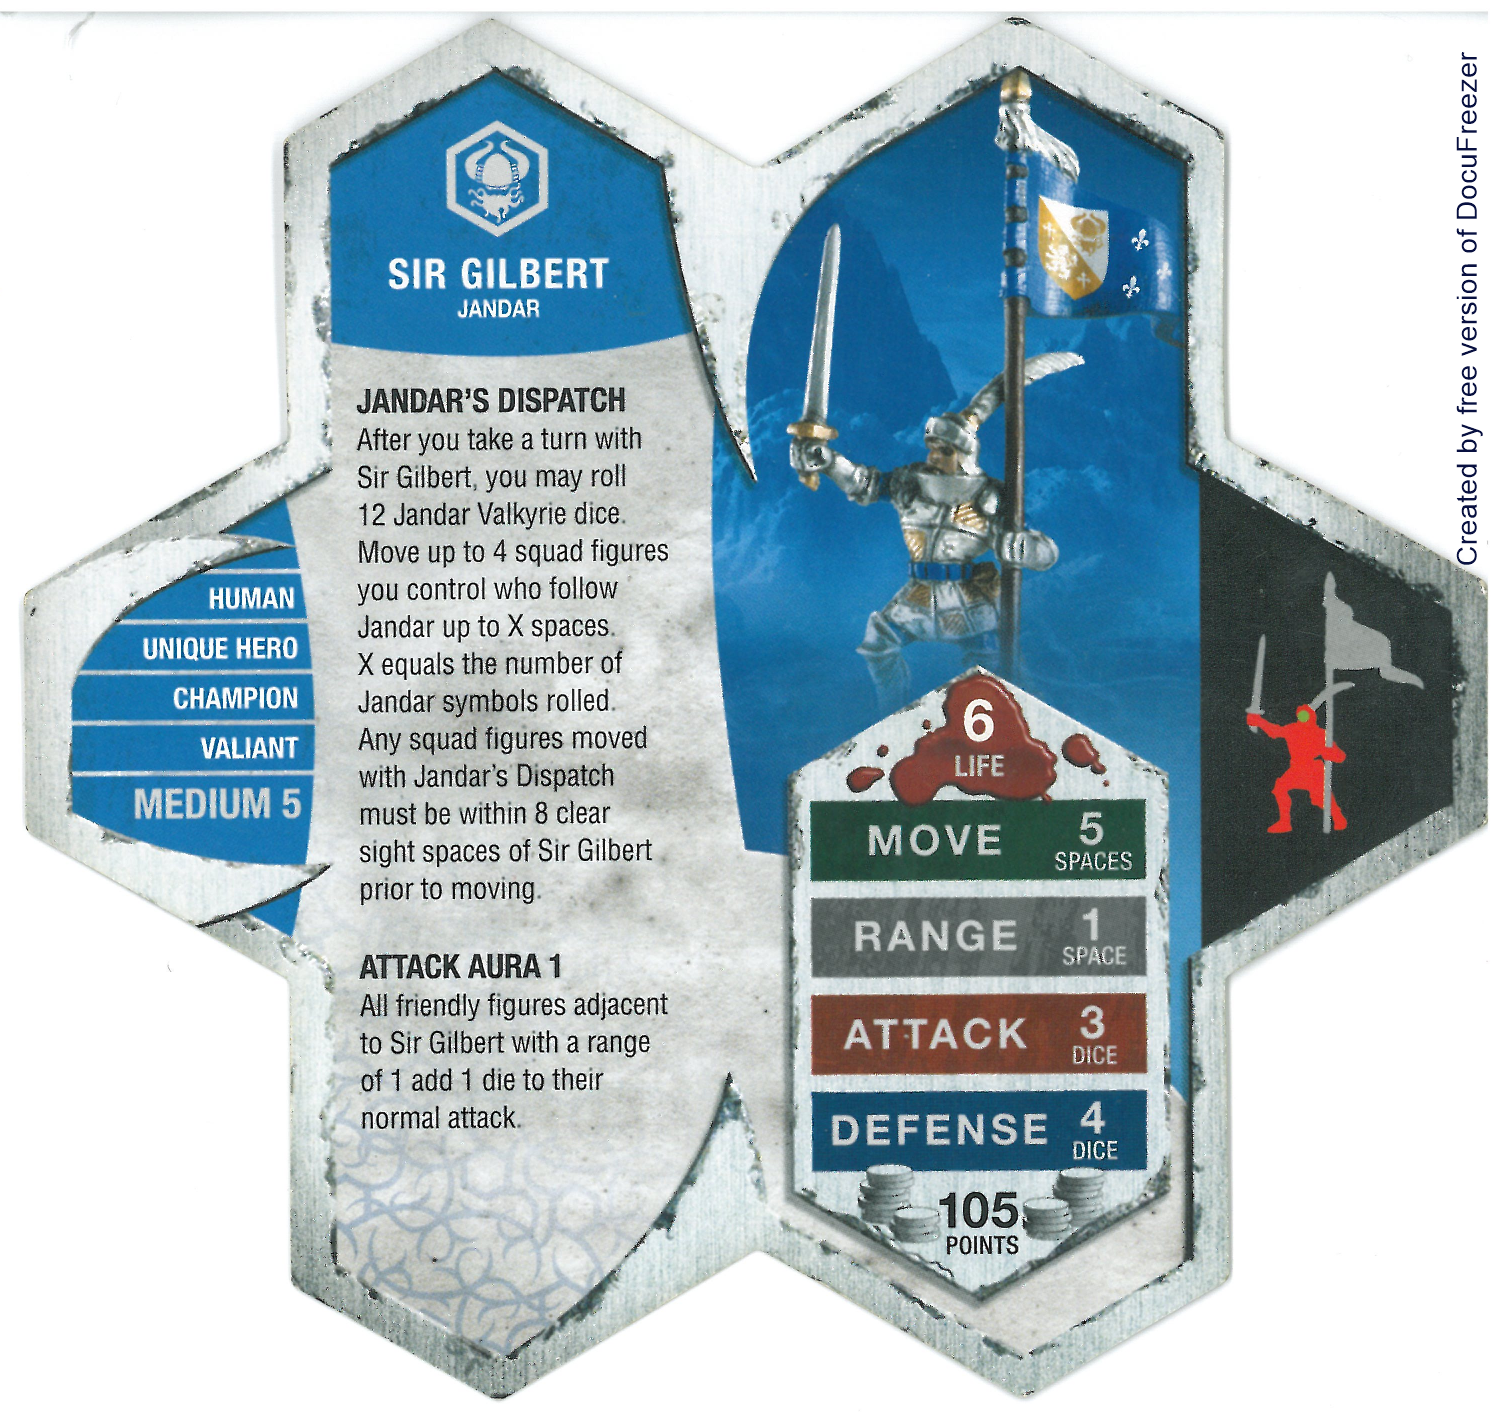 SIR GILBERT
JANDAR
JANDAR'S DISPATCH
After you take a turn with
Sir Gilbert, you may roll
12 Jandar Valkyrie dice.
Move up to 4 squad figures
you control who follow
Jandar up to X spaces.
X equals the number of
Jandar symbols rolled.
Any squad figures moved
with Jandar's Dispatch
must be within 8 clear
sight spaces of Sir Gilbert
prior to moving.
ATTACK AURA 1
All friendly figures adjacent
to Sir Gilbert with a range
of 1 add 1 die to their
normal attack.
HUMAN
UNIQUE HERO
CHAMPION
VALIANT
MEDIUM 5
6
LIFE
MOVE 5
SPACES
RANGE 1
SPACE
ATTACK 3
DICE
DEFENSE 4
DICE
105
POINTS
Created by free version of DocuFreezer